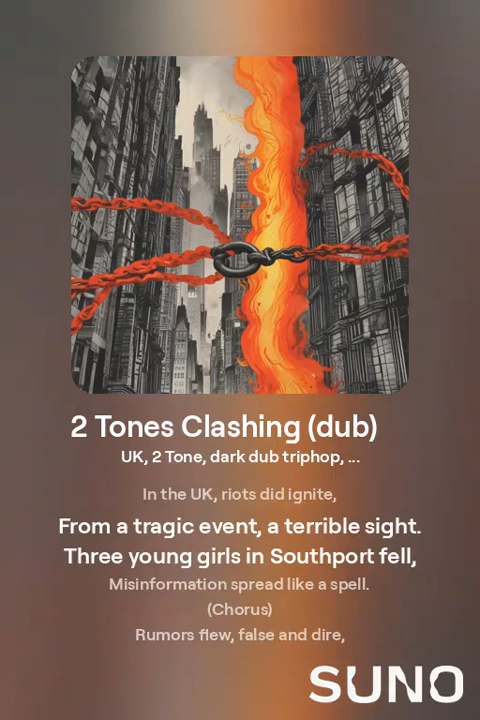 2 Tones Clashing (dub)
UK, 2 Tone, dark dub triphop, ...
In the UK, riots did ignite,
From a tragic event, a terrible sight.
Three young girls in Southport fell,
Misinformation spread like a spell.
(Chorus)
Rumors flew, false and dire,
SUNO